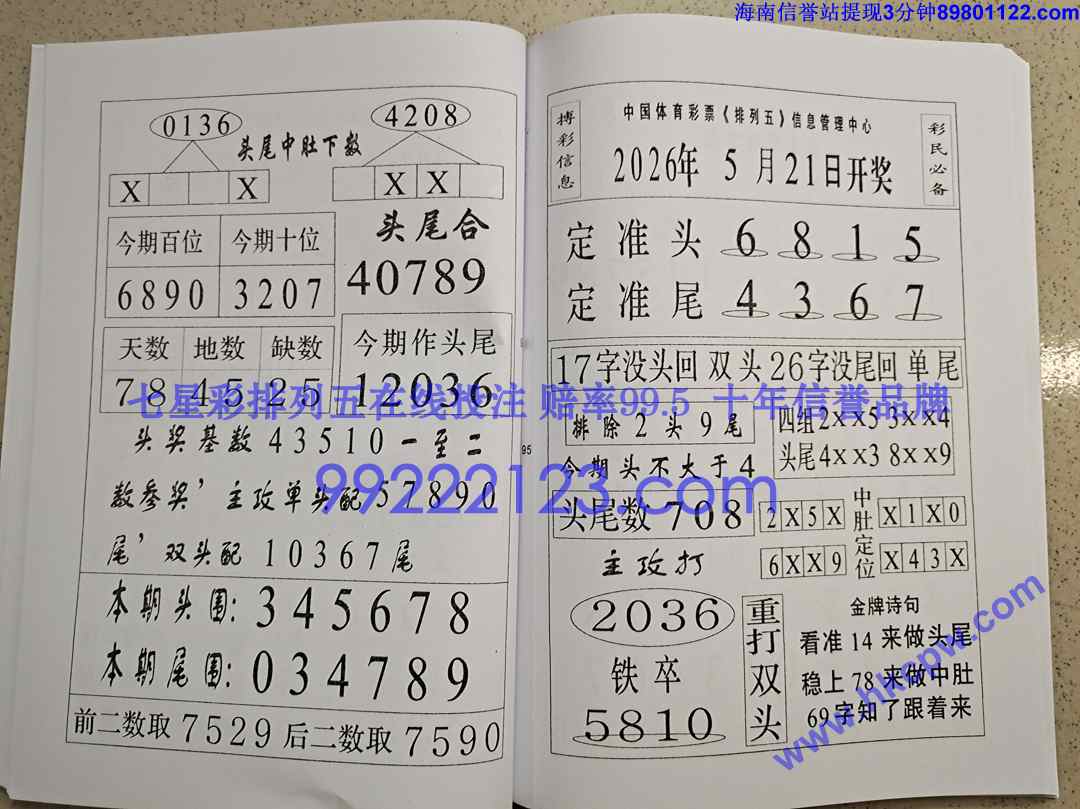 海南信誉站提现3分钟89801122.com
0136
4208
头尾中肚下数
X X
X X
今期百位 今期十位
6890 3207
头尾合
40789
天数 地数 缺数
78 45 25
今期作头尾
12036
七星彩排列五在线投注 赔率99.5 十年信誉品牌
头奖基数43510一至二
数参奖，主攻单头配57890
尾，双头配10367尾
99222123.com
本期头围:345678
本期尾围:034789
前二数取7529后二数取7590
95
搏彩信息
中国体育彩票《排列五》信息管理中心
2026年 5月21日开奖
彩民必备
定准头 6 8 1 5
定准尾 4 3 6 7
17字没头回 双头 26字没尾回 单尾
排除2头9尾
今期头不大于4
四组2XX5 3XX4
头尾4XX3 8XX9
头尾数708
2X5X
中肚定位
X1X0
主攻打
6XX9
X43X
2036
铁卒
5810
重打双头
金牌诗句
看准14来做头尾
稳上78来做中肚
69字知了跟着来
www.hkcpw.com